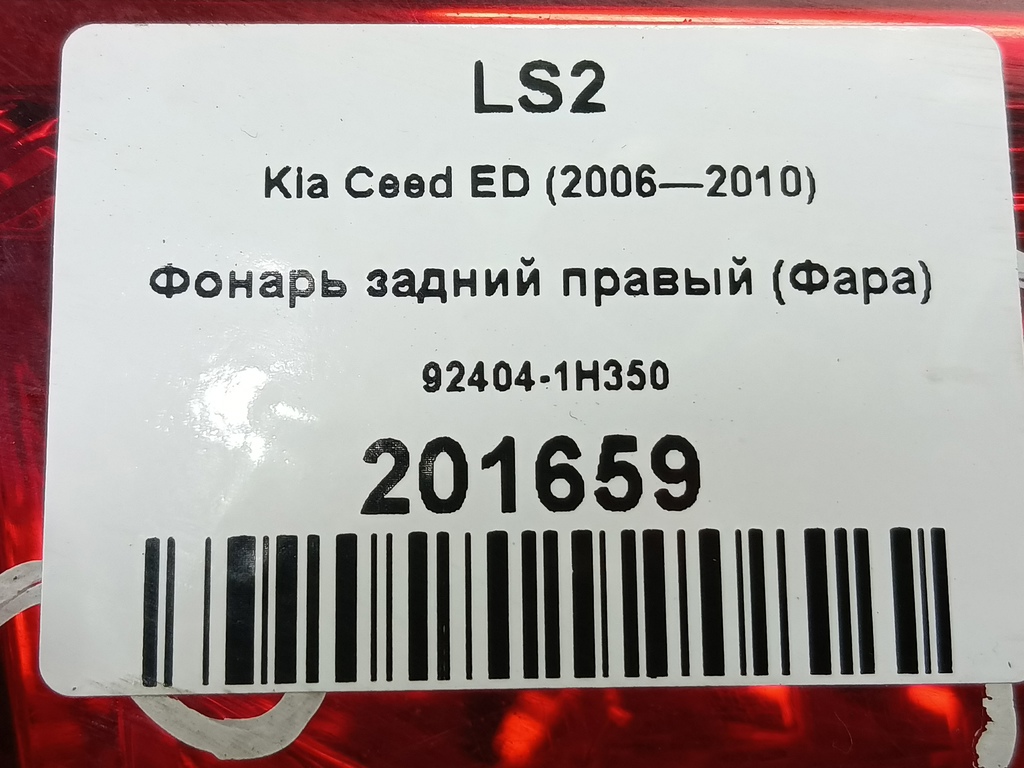 LS2
Kia Ceed ED (2006—2010)
Фонарь задний правый (Фара)
92404-1H350
201659